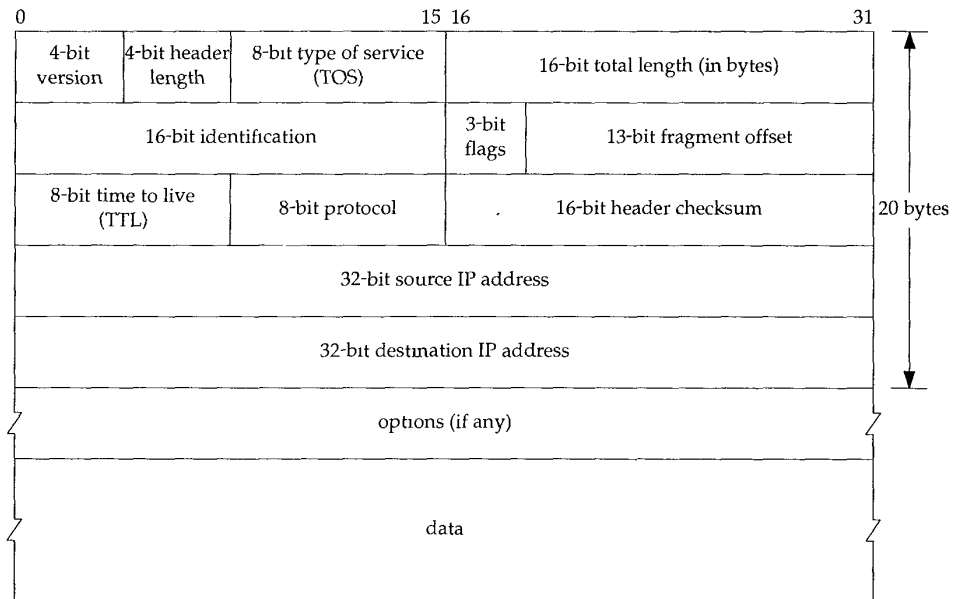 0 15 16 31
4-bit version
4-bit header length
8-bit type of service (TOS)
16-bit total length (in bytes)
16-bit identification
3-bit flags
13-bit fragment offset
8-bit time to live (TTL)
8-bit protocol
16-bit header checksum
20 bytes
32-bit source IP address
32-bit destination IP address
options (if any)
data